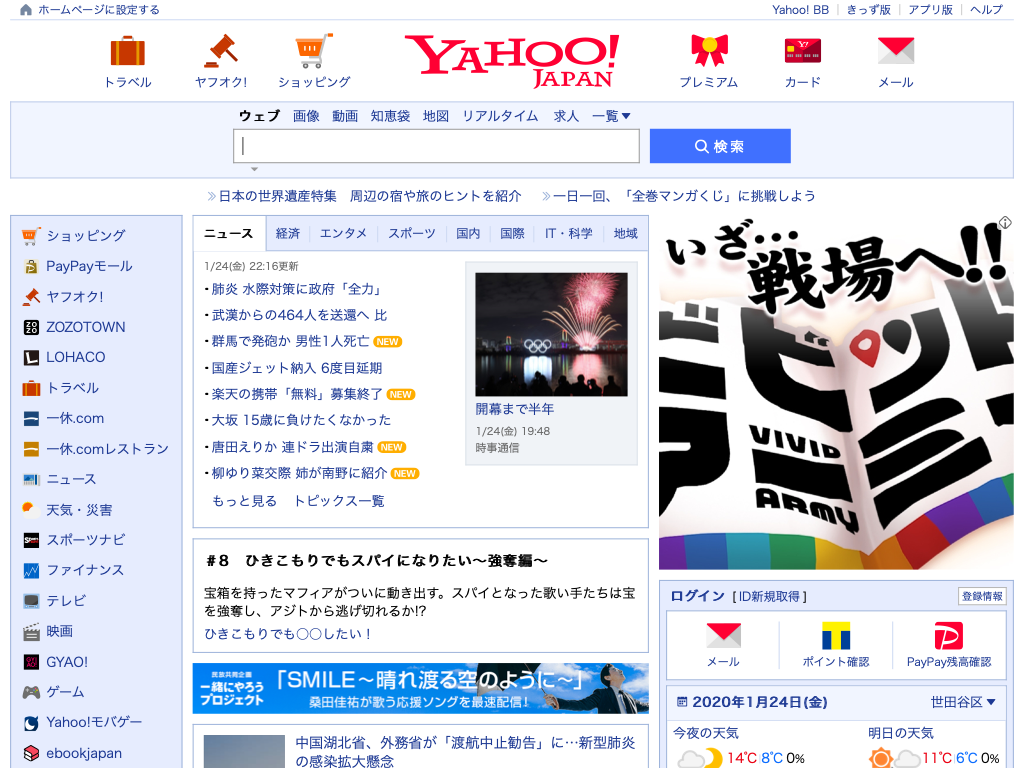 ホームページに設定する
Yahoo! BB
きっず版
アプリ版
ヘルプ
トラベル
ヤフオク!
ショッピング
YAHOO!
JAPAN
プレミアム
カード
メール
ウェブ 画像 動画 知恵袋 地図 リアルタイム 求人 一覧▼
検索
日本の世界遺産特集 周辺の宿や旅のヒントを紹介
一日一回、「全巻マンガくじ」に挑戦しよう
ショッピング
PayPayモール
ヤフオク!
ZOZOTOWN
LOHACO
トラベル
一休.com
一休.comレストラン
ニュース
天気・災害
スポーツナビ
ファイナンス
テレビ
映画
GYAO!
ゲーム
Yahoo!モバゲー
ebookjapan
ニュース 経済 エンタメ スポーツ 国内 国際 IT・科学 地域
1/24(金) 22:16更新
肺炎 水際対策に政府「全力」
武漢からの464人を送還へ 比
群馬で発砲か 男性1人死亡 NEW
国産ジェット納入 6度目延期
楽天の携帯「無料」募集終了 NEW
大坂 15歳に負けたくなかった
唐田えりか 連ドラ出演自粛 NEW
柳ゆり菜交際 姉が南野に紹介 NEW
もっと見る トピックス一覧
開幕まで半年
1/24(金) 19:48
時事通信
#8 ひきこもりでもスパイになりたい〜強奪編〜
宝箱を持ったマフィアがついに動き出す。スパイとなった歌い手たちは宝
を強奪し、アジトから逃げ切れるか!?
ひきこもりでも○○したい！
民放共同企画
一緒にやろう
プロジェクト
「SMILE〜晴れ渡る空のように〜」
桑田佳祐が歌う応援ソングを最速配信！
中国湖北省、外務省が「渡航中止勧告」に…新型肺炎
の感染拡大懸念
いざ…
戦場へ!!
VIVID
ARMY
ログイン [ ID新規取得 ]
登録情報
メール
ポイント確認
PayPay残高確認
2020年1月24日(金)
世田谷区▼
今夜の天気
14℃ 8℃ 0%
明日の天気
11℃ 6℃ 0%